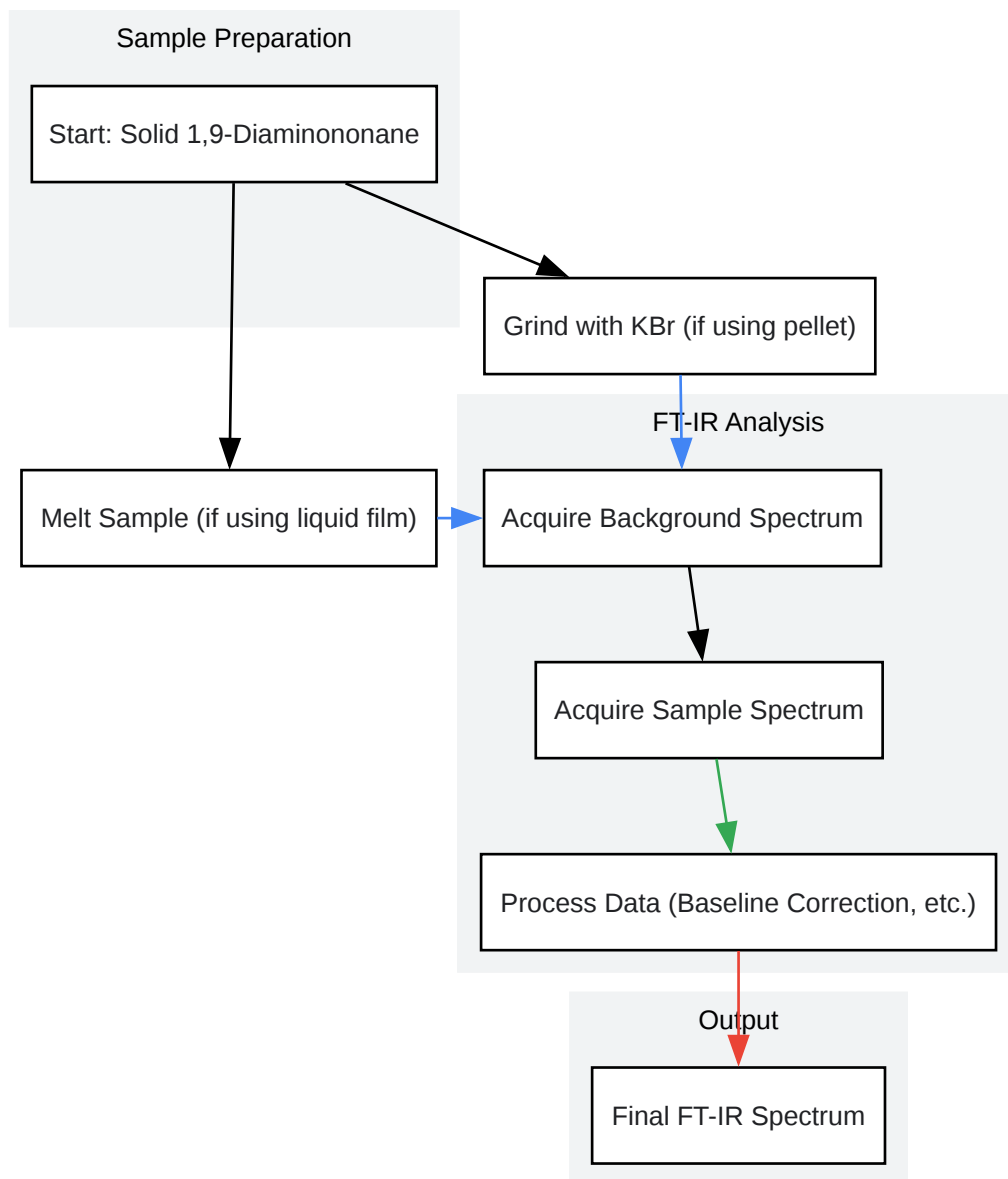 Sample Preparation
Start: Solid 1,9-Diaminononane
Grind with KBr (if using pellet)
FT-IR Analysis
Melt Sample (if using liquid film)
Acquire Background Spectrum
Acquire Sample Spectrum
Process Data (Baseline Correction, etc.)
Output
Final FT-IR Spectrum